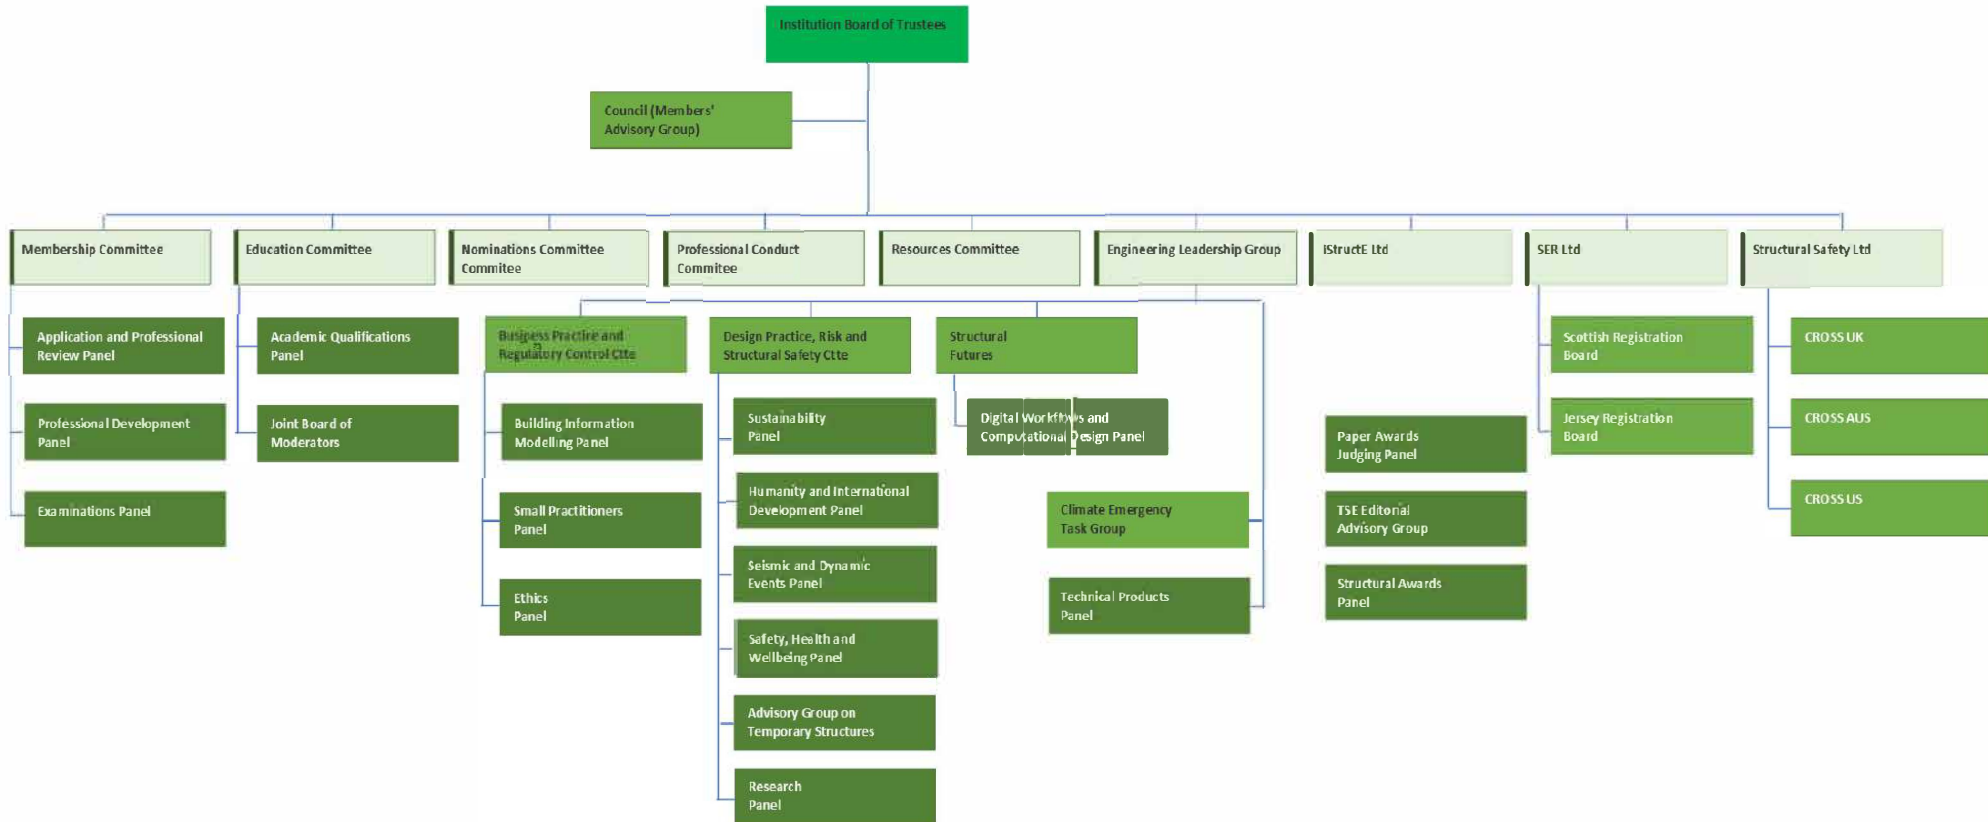 Institution Board of Trustees
Council (Members'
Advisory Group)
Membership Committee
Education Committee
Nominations Committee
Commitee
Professional Conduct
Commitee
Resources Committee
Engineering Leadership Group
IStructE Ltd
SER Ltd
Structural Safety Ltd
Application and Professional
Review Panel
Professional Development
Panel
Examinations Panel
Academic Qualifications
Panel
Joint Board of
Moderators
Business Practice and
Regulatory Control Ctte
Building Information
Modelling Panel
Small Practitioners
Panel
Ethics
Panel
Design Practice, Risk and
Structural Safety Ctte
Sustainability
Panel
Humanity and International
Development Panel
Seismic and Dynamic
Events Panel
Safety, Health and
Wellbeing Panel
Advisory Group on
Temporary Structures
Research
Panel
Structural
Futures
Digital Workflows and
Computational Design Panel
Climate Emergency
Task Group
Technical Products
Panel
Paper Awards
Judging Panel
TSE Editorial
Advisory Group
Structural Awards
Panel
Scottish Registration
Board
Jersey Registration
Board
CROSS UK
CROSS AUS
CROSS US